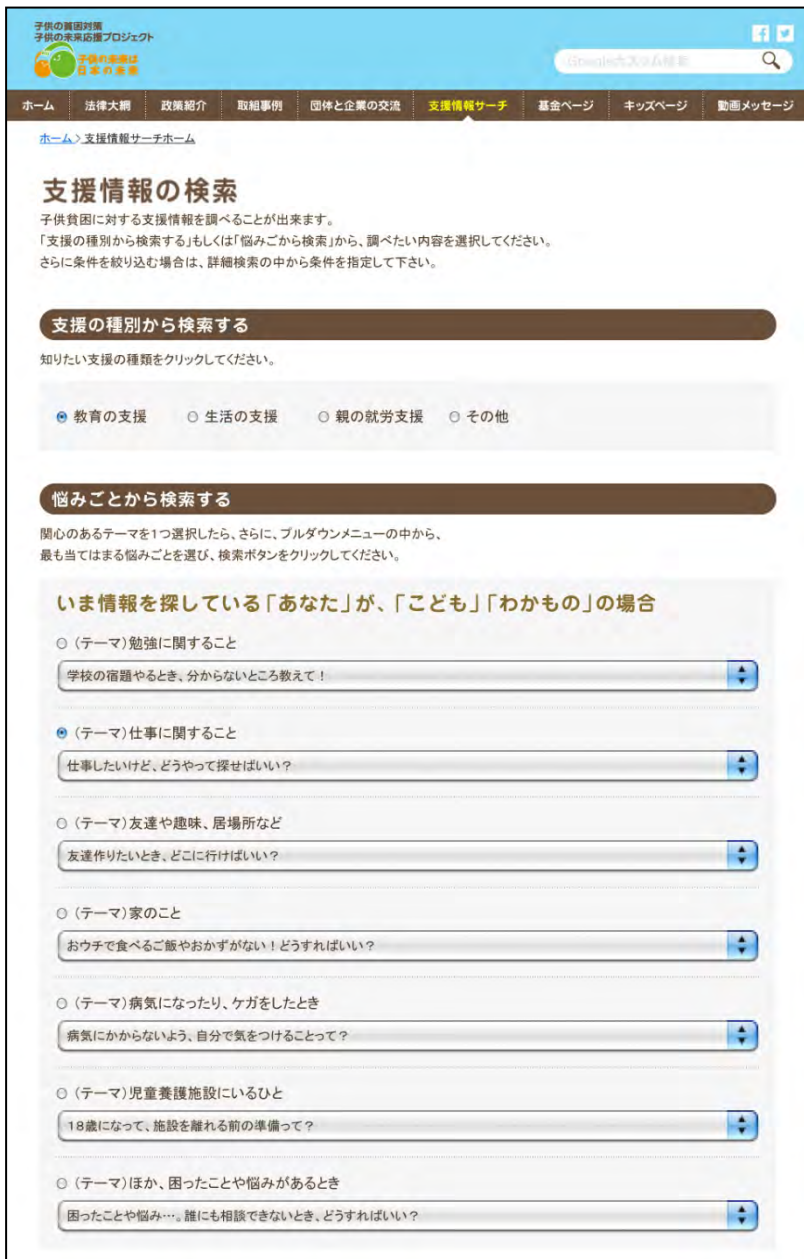 子供の貧困対策
子供の未来応援プロジェクト
子供の未来は
日本の未来
ホーム 法律大綱 政策紹介 取組事例 団体と企業の交流 支援情報サーチ 基金ページ キッズページ 動画メッセージ
ホーム > 支援情報サーチホーム
支援情報の検索
子供貧困に対する支援情報を調べることが出来ます。
「支援の種別から検索する」もしくは「悩みごから検索」から、調べたい内容を選択してください。
さらに条件を絞り込む場合は、詳細検索の中から条件を指定して下さい。
支援の種別から検索する
知りたい支援の種類をクリックしてください。
教育の支援 生活の支援 親の就労支援 その他
悩みごとから検索する
関心のあるテーマを1つ選択したら、さらに、プルダウンメニューの中から、
最も当てはまる悩みごとを選び、検索ボタンをクリックしてください。
いま情報を探している「あなた」が、「こども」「わかもの」の場合
(テーマ)勉強に関すること
学校の宿題やるとき、分からないところ教えて！
(テーマ)仕事に関すること
仕事したいけど、どうやって探せばいい？
(テーマ)友達や趣味、居場所など
友達作りたいとき、どこに行けばいい？
(テーマ)家のこと
おウチで食べるご飯やおかずがない！どうすればいい？
(テーマ)病気になったり、ケガをしたとき
病気にかからないよう、自分で気をつけることって？
(テーマ)児童養護施設にいるひと
18歳になって、施設を離れる前の準備って？
(テーマ)ほか、困ったことや悩みがあるとき
困ったことや悩み…。誰にも相談できないとき、どうすればいい？